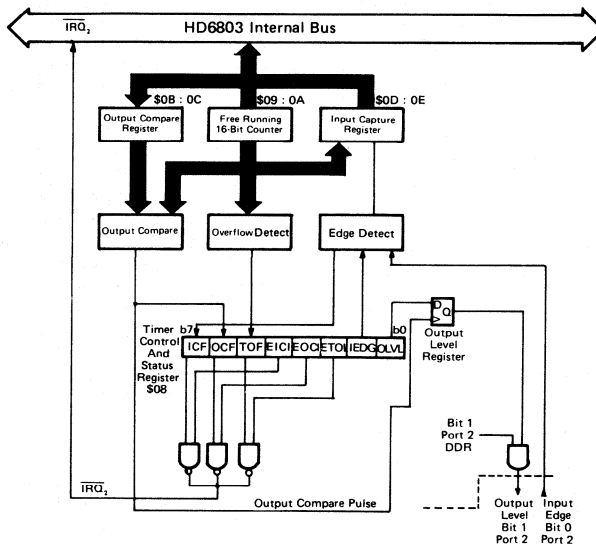 IRQ2 HD6803 Internal Bus
$0B : 0C $09 : 0A $0D : 0E
Output Compare Register
Free Running 16-Bit Counter
Input Capture Register
Output Compare
Overflow Detect
Edge Detect
b7 b0
Timer
Control
And
Status
Register
$08
ICF OCF TOF EICI EOCI ETOI IEDG OLVL
D Q
Output
Level
Register
Bit 1
Port 2
DDR
IRQ2
Output Compare Pulse
Output
Level
Bit 1
Port 2
Input
Edge
Bit 0
Port 2